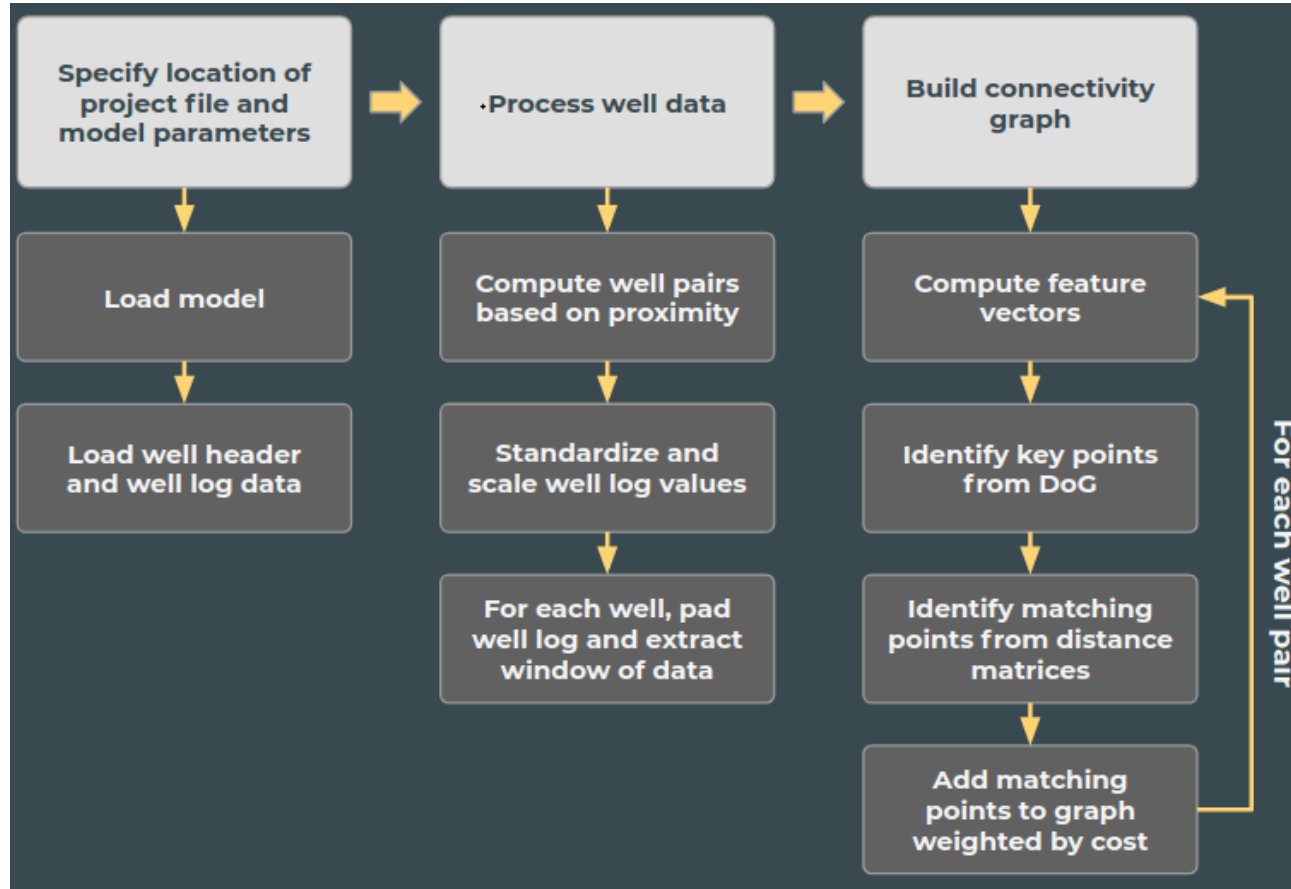 Specify location of
project file and
model parameters
Process well data
Build connectivity
graph
Load model
Compute well pairs
based on proximity
Compute feature
vectors
Load well header
and well log data
Standardize and
scale well log values
Identify key points
from DoG
For each well, pad
well log and extract
window of data
Identify matching
points from distance
matrices
Add matching
points to graph
weighted by cost
For each well pair